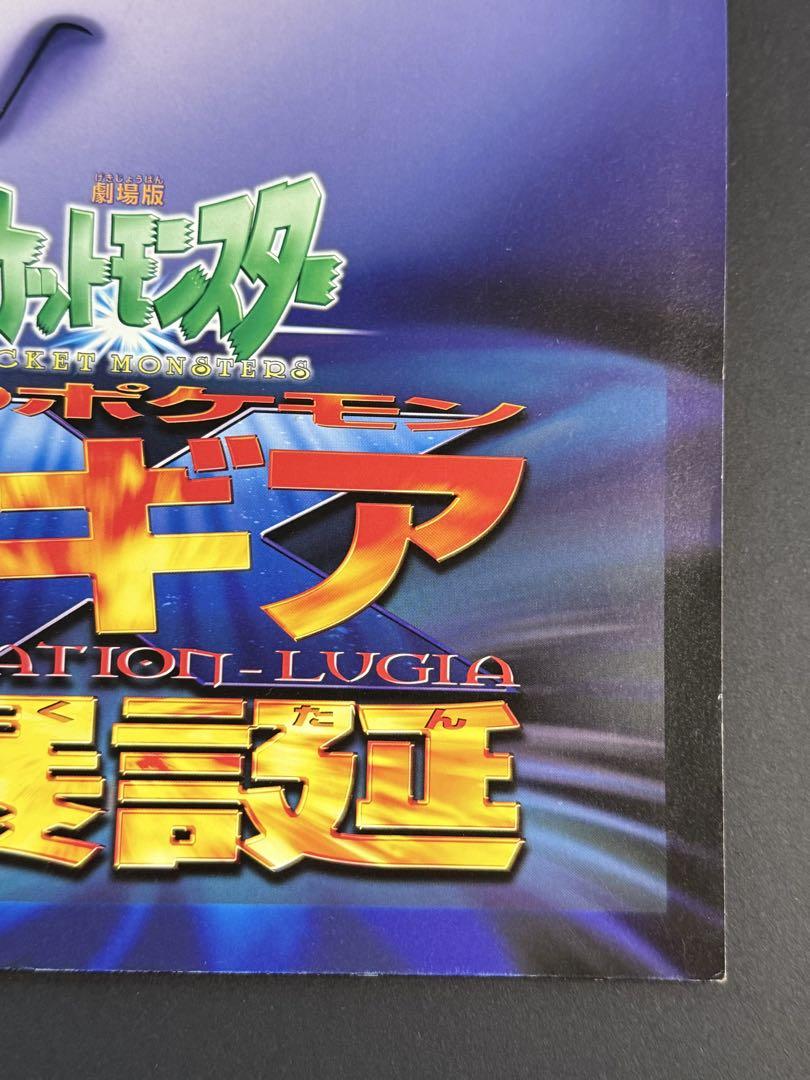 げきじょうばん
劇場版
ケットモンスター
CKET MONSTERS
ポケモン
ギア
ATION-LUGIA
くたん
爆誕